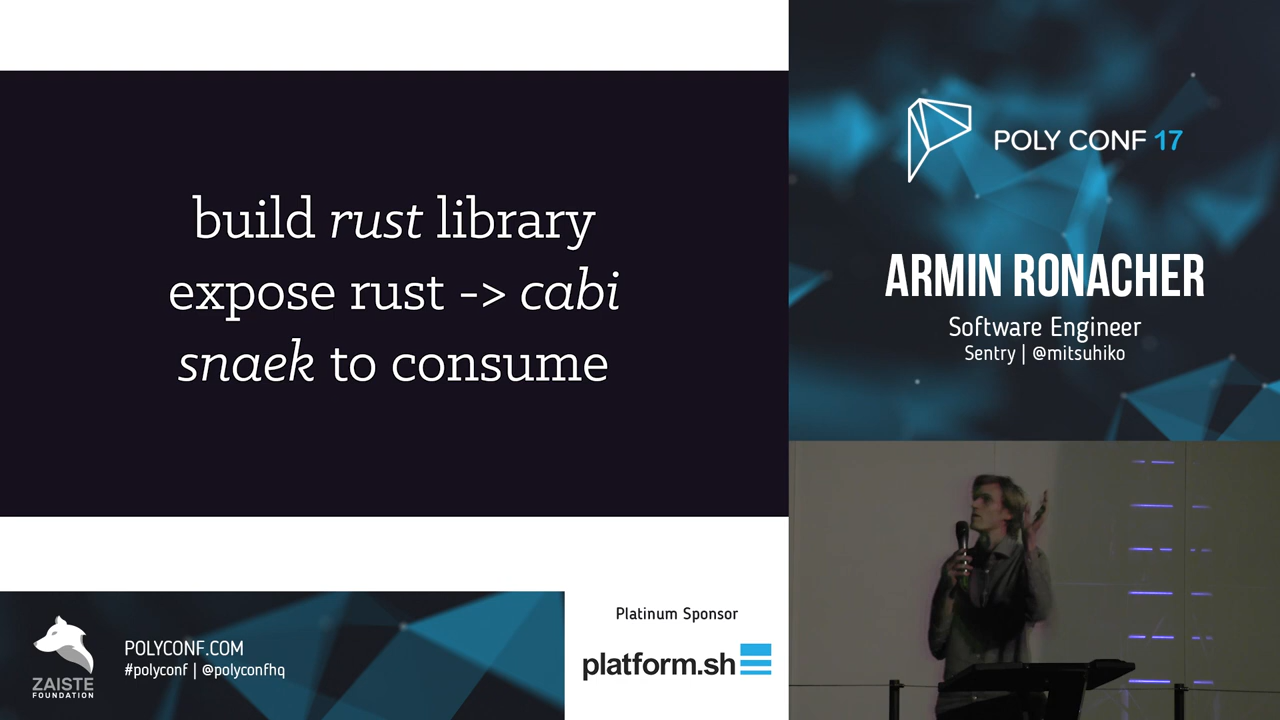 build rust library
expose rust -> cabi
snaek to consume
POLY CONF 17
ARMIN RONACHER
Software Engineer
Sentry | @mitsuhiko
ZAISTE
FOUNDATION
POLYCONF.COM
#polyconf | @polyconfhq
Platinum Sponsor
platform.sh